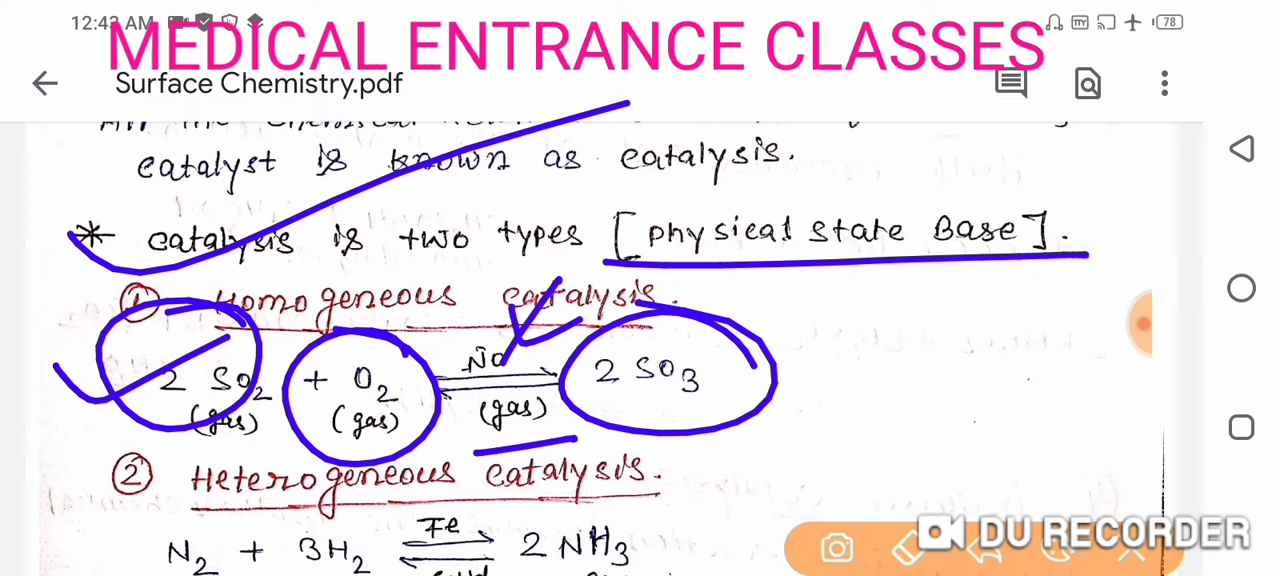 12:43 AM
78
MEDICAL ENTRANCE CLASSES
Surface Chemistry.pdf
catalyst is known as catalysis.
* catalysis is two types [physical state Base].
① Homogeneous catalysis.
2 SO2 + O2 ⇌ 2 SO3
NO
(gas) (gas) (gas)
② Heterogeneous catalysis.
Fe
N2 + 3H2 ⇌ 2 NH3
DU RECORDER